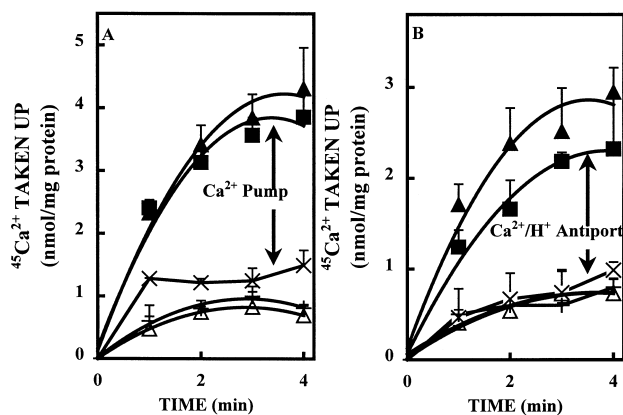 A
⁴⁵Ca²⁺ TAKEN UP
(nmol/mg protein)
5
4
3
2
1
0
Ca²⁺ Pump
0
2
4
TIME (min)
B
⁴⁵Ca²⁺ TAKEN UP
(nmol/mg protein)
3
2
1
0
Ca²⁺/H⁺ Antiport
0
2
4
TIME (min)